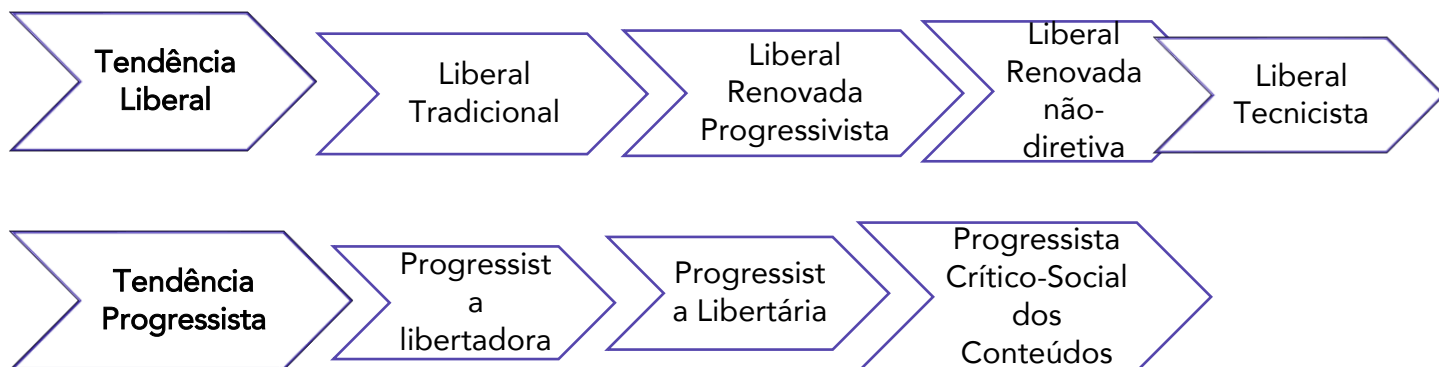 Tendência
Liberal
Liberal
Tradicional
Liberal
Renovada
Progressivista
Liberal
Renovada
não-
diretiva
Liberal
Tecnicista
Tendência
Progressista
Progressist
a
libertadora
Progressist
a Libertária
Progressista
Crítico-Social
dos
Conteúdos